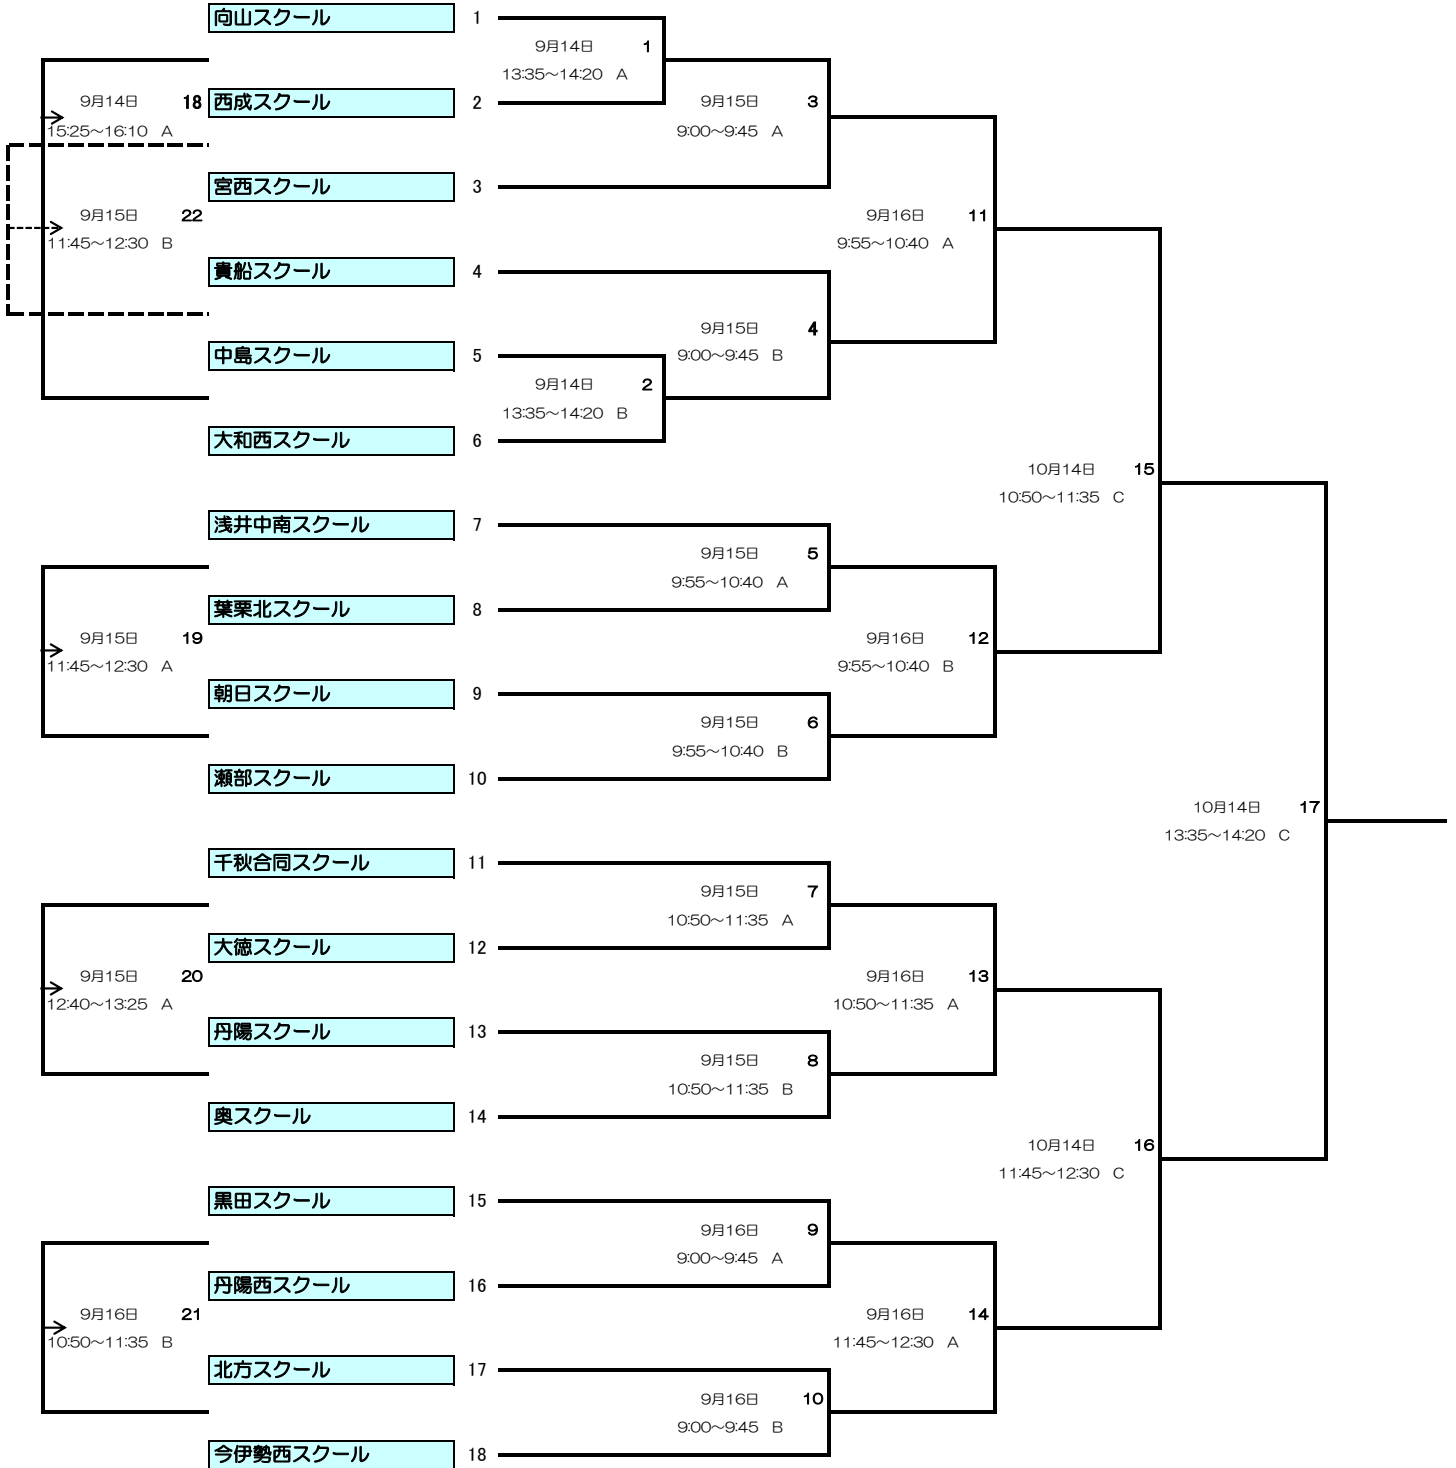 向山スクール 1
9月14日 1
13:35～14:20 A
9月14日 18 西成スクール 2 9月15日 3
15:25～16:10 A 9:00～9:45 A
宮西スクール 3
9月15日 22 9月16日 11
11:45～12:30 B 9:55～10:40 A
貴船スクール 4
9月15日 4
中島スクール 5 9:00～9:45 B
9月14日 2
13:35～14:20 B
大和西スクール 6
10月14日 15
10:50～11:35 C
浅井中南スクール 7
9月15日 5
9:55～10:40 A
葉栗北スクール 8
9月15日 19 9月16日 12
11:45～12:30 A 9:55～10:40 B
朝日スクール 9
9月15日 6
9:55～10:40 B
瀬部スクール 10
10月14日 17
13:35～14:20 C
千秋合同スクール 11
9月15日 7
10:50～11:35 A
大徳スクール 12
9月15日 20 9月16日 13
12:40～13:25 A 10:50～11:35 A
丹陽スクール 13
9月15日 8
10:50～11:35 B
奥スクール 14
10月14日 16
11:45～12:30 C
黒田スクール 15
9月16日 9
9:00～9:45 A
丹陽西スクール 16
9月16日 21 9月16日 14
10:50～11:35 B 11:45～12:30 A
北方スクール 17
9月16日 10
9:00～9:45 B
今伊勢西スクール 18